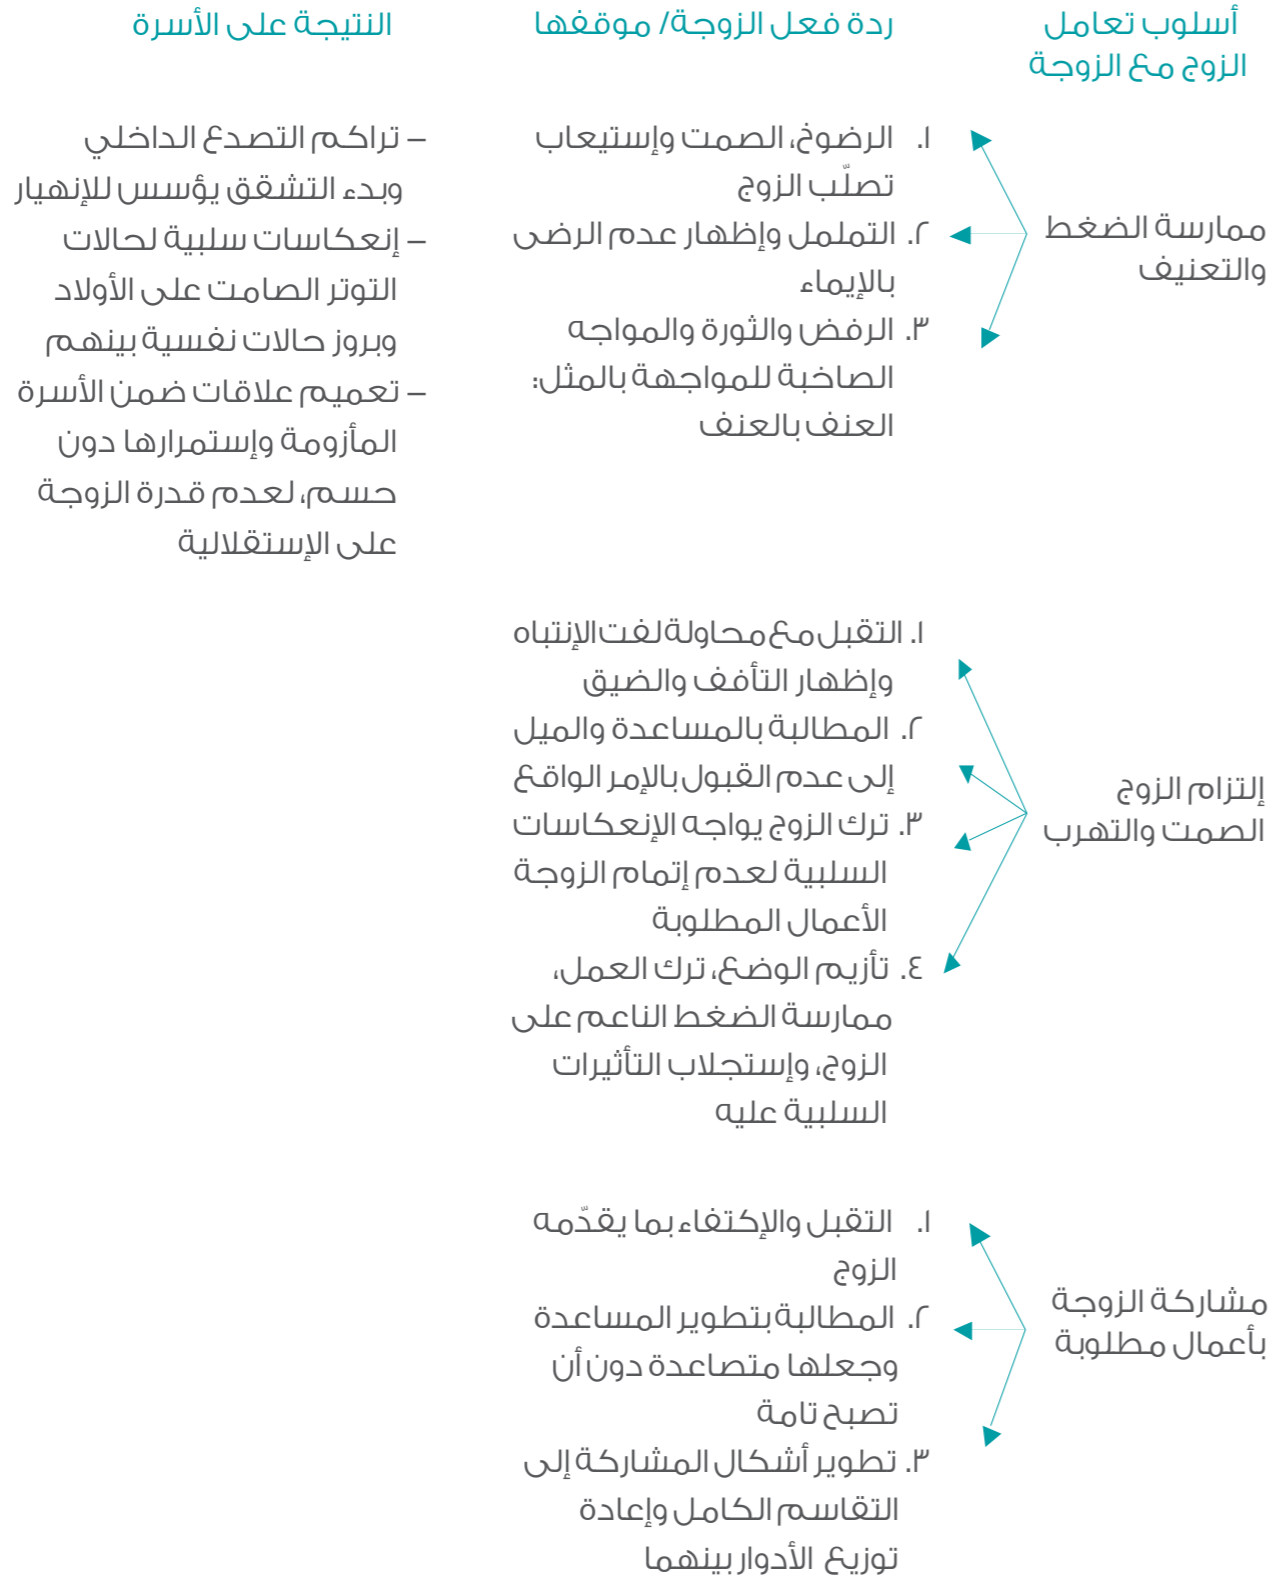 أسلوب تعامل
الزوج مع الزوجة
ردة فعل الزوجة/ موقفها
النتيجة على الأسرة
ممارسة الضغط
والتعنيف
١. الرضوخ، الصمت وإستيعاب
تصلّب الزوج
٢. التململ وإظهار عدم الرضى
بالإيماء
٣. الرفض والثورة والمواجه
الصاخبة للمواجهة بالمثل:
العنف بالعنف
– تراكم التصدع الداخلي
وبدء التشقق يؤسس للإنهيار
– إنعكاسات سلبية لحالات
التوتر الصامت على الأولاد
وبروز حالات نفسية بينهم
– تعميم علاقات ضمن الأسرة
المأزومة وإستمرارها دون
حسم، لعدم قدرة الزوجة
على الإستقلالية
إلتزام الزوج
الصمت والتهرب
١. التقبل مع محاولة لفت الإنتباه
وإظهار التأفف والضيق
٢. المطالبة بالمساعدة والميل
إلى عدم القبول بالإمر الواقع
٣. ترك الزوج يواجه الإنعكاسات
السلبية لعدم إتمام الزوجة
الأعمال المطلوبة
٤. تأزيم الوضع، ترك العمل،
ممارسة الضغط الناعم على
الزوج، وإستجلاب التأثيرات
السلبية عليه
مشاركة الزوجة
بأعمال مطلوبة
١. التقبل والإكتفاء بما يقدّمه
الزوج
٢. المطالبة بتطوير المساعدة
وجعلها متصاعدة دون أن
تصبح تامة
٣. تطوير أشكال المشاركة إلى
التقاسم الكامل وإعادة
توزيع الأدوار بينهما